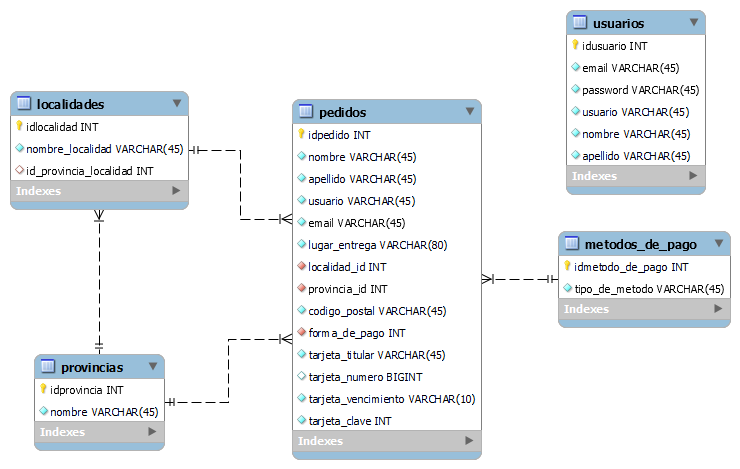 usuarios
idusuario INT
email VARCHAR(45)
password VARCHAR(45)
usuario VARCHAR(45)
nombre VARCHAR(45)
apellido VARCHAR(45)
Indexes
localidades
idlocalidad INT
nombre_localidad VARCHAR(45)
id_provincia_localidad INT
Indexes
pedidos
idpedido INT
nombre VARCHAR(45)
apellido VARCHAR(45)
usuario VARCHAR(45)
email VARCHAR(45)
lugar_entrega VARCHAR(80)
localidad_id INT
provincia_id INT
codigo_postal VARCHAR(45)
forma_de_pago INT
tarjeta_titular VARCHAR(45)
tarjeta_numero BIGINT
tarjeta_vencimiento VARCHAR(10)
tarjeta_clave INT
Indexes
metodos_de_pago
idmetodo_de_pago INT
tipo_de_metodo VARCHAR(45)
Indexes
provincias
idprovincia INT
nombre VARCHAR(45)
Indexes